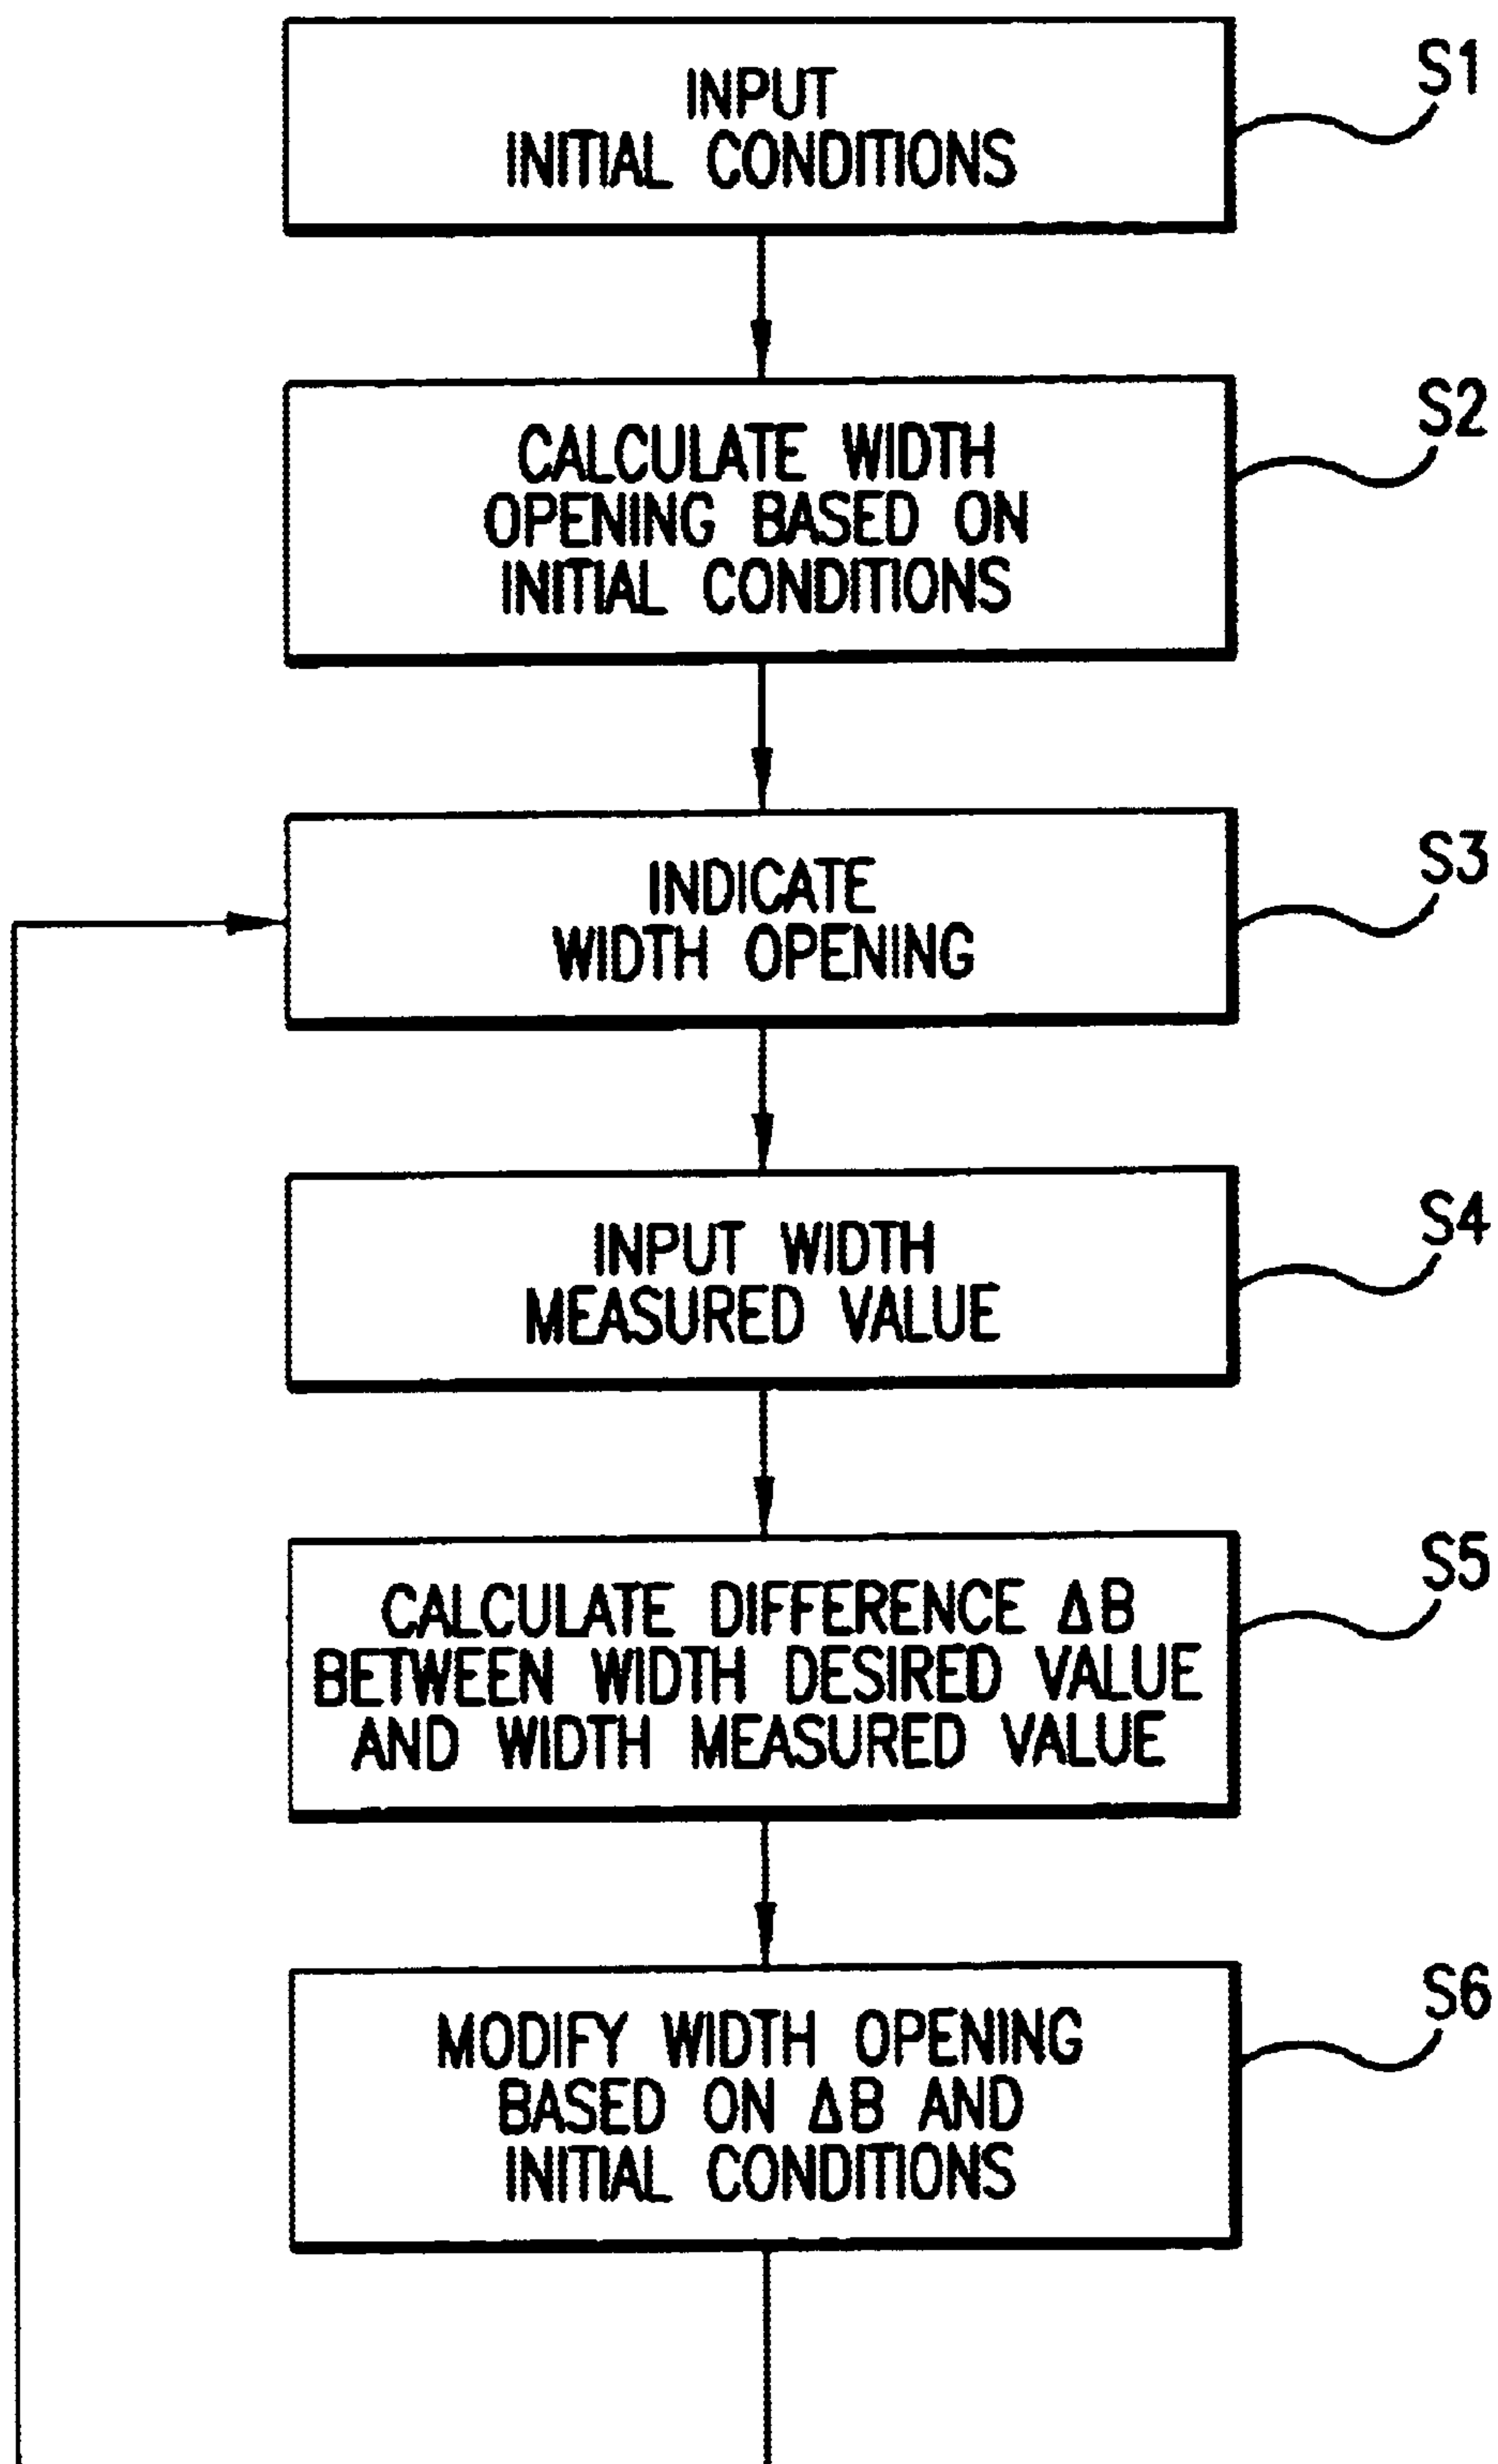 INPUT
INITIAL CONDITIONS
S1
CALCULATE WIDTH
OPENING BASED ON
INITIAL CONDITIONS
S2
INDICATE
WIDTH OPENING
S3
INPUT WIDTH
MEASURED VALUE
S4
CALCULATE DIFFERENCE ΔB
BETWEEN WIDTH DESIRED VALUE
AND WIDTH MEASURED VALUE
S5
MODIFY WIDTH OPENING
BASED ON ΔB AND
INITIAL CONDITIONS
S6